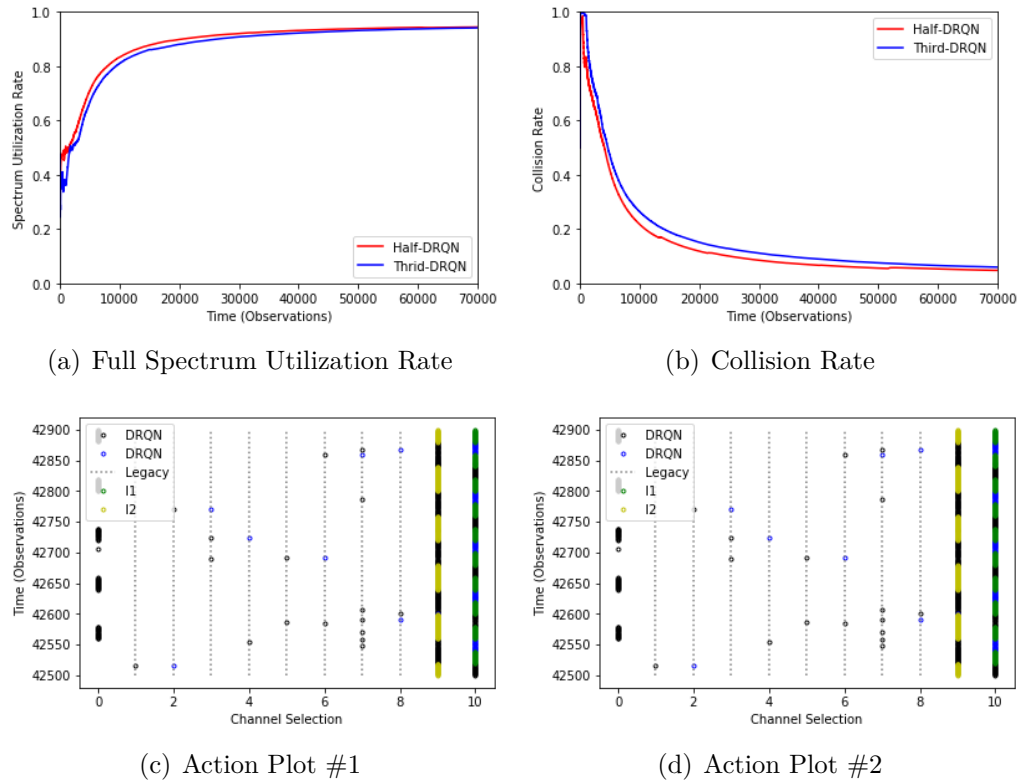 1.0
0.8
0.6
0.4
0.2
0.0
Spectrum Utilization Rate
Half-DRQN
Thrid-DRQN
0 10000 20000 30000 40000 50000 60000 70000
Time (Observations)
(a) Full Spectrum Utilization Rate
1.0
0.8
0.6
0.4
0.2
0.0
Collision Rate
Half-DRQN
Third-DRQN
0 10000 20000 30000 40000 50000 60000 70000
Time (Observations)
(b) Collision Rate
42900
42850
42800
42750
42700
42650
42600
42550
42500
Time (Observations)
DRQN
DRQN
Legacy
I1
I2
0 2 4 6 8 10
Channel Selection
(c) Action Plot #1
42900
42850
42800
42750
42700
42650
42600
42550
42500
Time (Observations)
DRQN
DRQN
Legacy
I1
I2
0 2 4 6 8 10
Channel Selection
(d) Action Plot #2